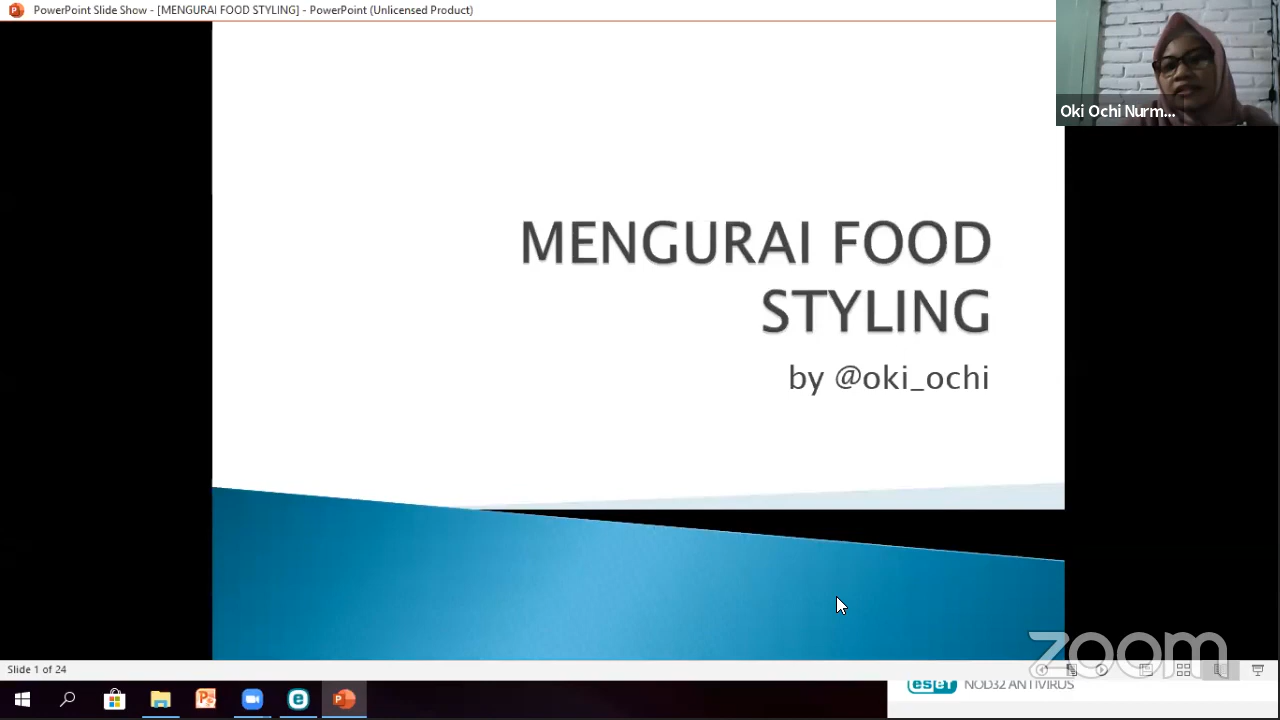 PowerPoint Slide Show - [MENGURAI FOOD STYLING] - PowerPoint (Unlicensed Product)
Oki Ochi Nurm...
MENGURAI FOOD
STYLING
by @oki_ochi
zoom
Slide 1 of 24
eset NOD32 ANTIVIRUS